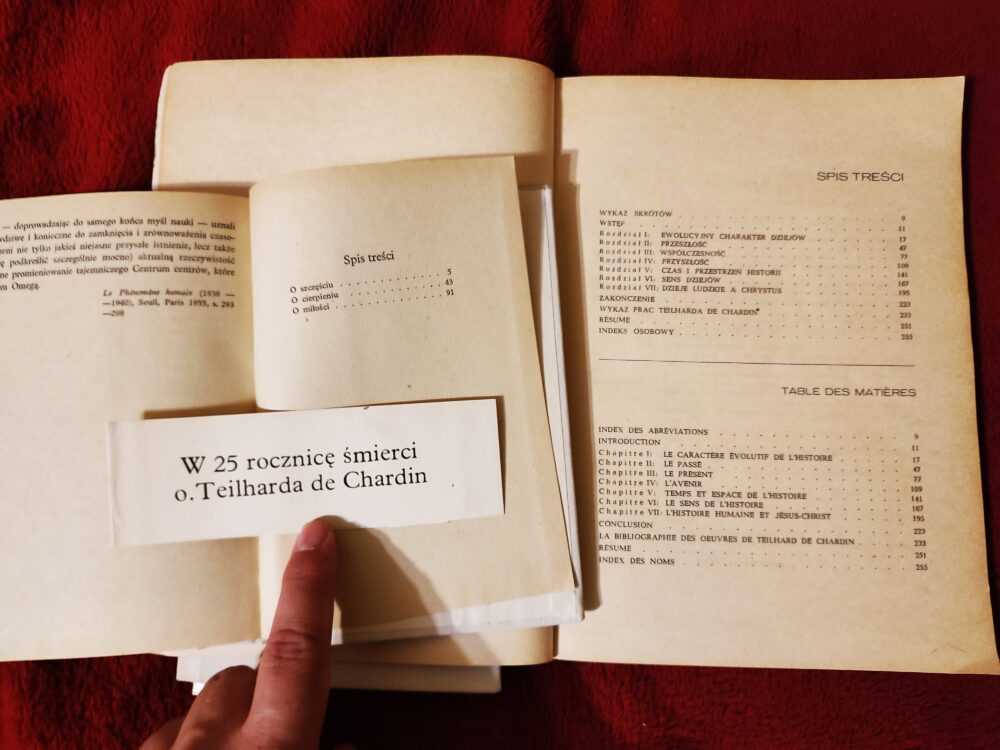 — doprowadzając do samego końca myśl nauki — uznali
dziwe i konieczne do zamknięcia i zrównoważenia czaso-
zeni nie tylko jakieś niejasne przyszłe istnienie, lecz także
ę podkreślić szczególnie mocno) aktualną rzeczywistość
ne promieniowanie tajemniczego Centrum centrów, które
m Omegą.
Le Phénomène humain (1938 —
—1940), Seuil, Paris 1955, s. 293
—298
Spis treści
O szczęściu . . . . . . . . . . 5
O cierpieniu . . . . . . . . . . 43
O miłości . . . . . . . . . . 91
W 25 rocznicę śmierci
o.Teilharda de Chardin
SPIS TREŚCI
WYKAZ SKRÓTÓW . . . . . . . . . . 9
WSTĘP . . . . . . . . . . 11
Rozdział I: EWOLUCYJNY CHARAKTER DZIEJÓW . . . . . 17
Rozdział II: PRZESZŁOŚĆ . . . . . . . . . . 47
Rozdział III: WSPÓŁCZESNOŚĆ . . . . . . . . . . 77
Rozdział IV: PRZYSZŁOŚĆ . . . . . . . . . . 109
Rozdział V: CZAS I PRZESTRZEŃ HISTORII . . . . . 141
Rozdział VI: SENS DZIEJÓW . . . . . . . . . . 167
Rozdział VII: DZIEJE LUDZKIE A CHRYSTUS . . . . . 195
ZAKOŃCZENIE . . . . . . . . . . 223
WYKAZ PRAC TEILHARDA DE CHARDIN . . . . . 233
RÉSUMÉ . . . . . . . . . . 251
INDEKS OSOBOWY . . . . . . . . . . 255
TABLE DES MATIÈRES
INDEX DES ABRÉVIATIONS . . . . . . . . . . 9
INTRODUCTION . . . . . . . . . . 11
Chapitre I: LE CARACTÈRE ÉVOLUTIF DE L'HISTOIRE . . . . . 17
Chapitre II: LE PASSÉ . . . . . . . . . . 47
Chapitre III: LE PRÉSENT . . . . . . . . . . 77
Chapitre IV: L'AVENIR . . . . . . . . . . 109
Chapitre V: TEMPS ET ESPACE DE L'HISTOIRE . . . . . 141
Chapitre VI: LE SENS DE L'HISTOIRE . . . . . 167
Chapitre VII: L'HISTOIRE HUMAINE ET JÉSUS-CHRIST . . . . . 195
CONCLUSION . . . . . . . . . . 223
LA BIBLIOGRAPHIE DES OEUVRES DE TEILHARD DE CHARDIN . 233
RÉSUMÉ . . . . . . . . . . 251
INDEX DES NOMS . . . . . . . . . . 255